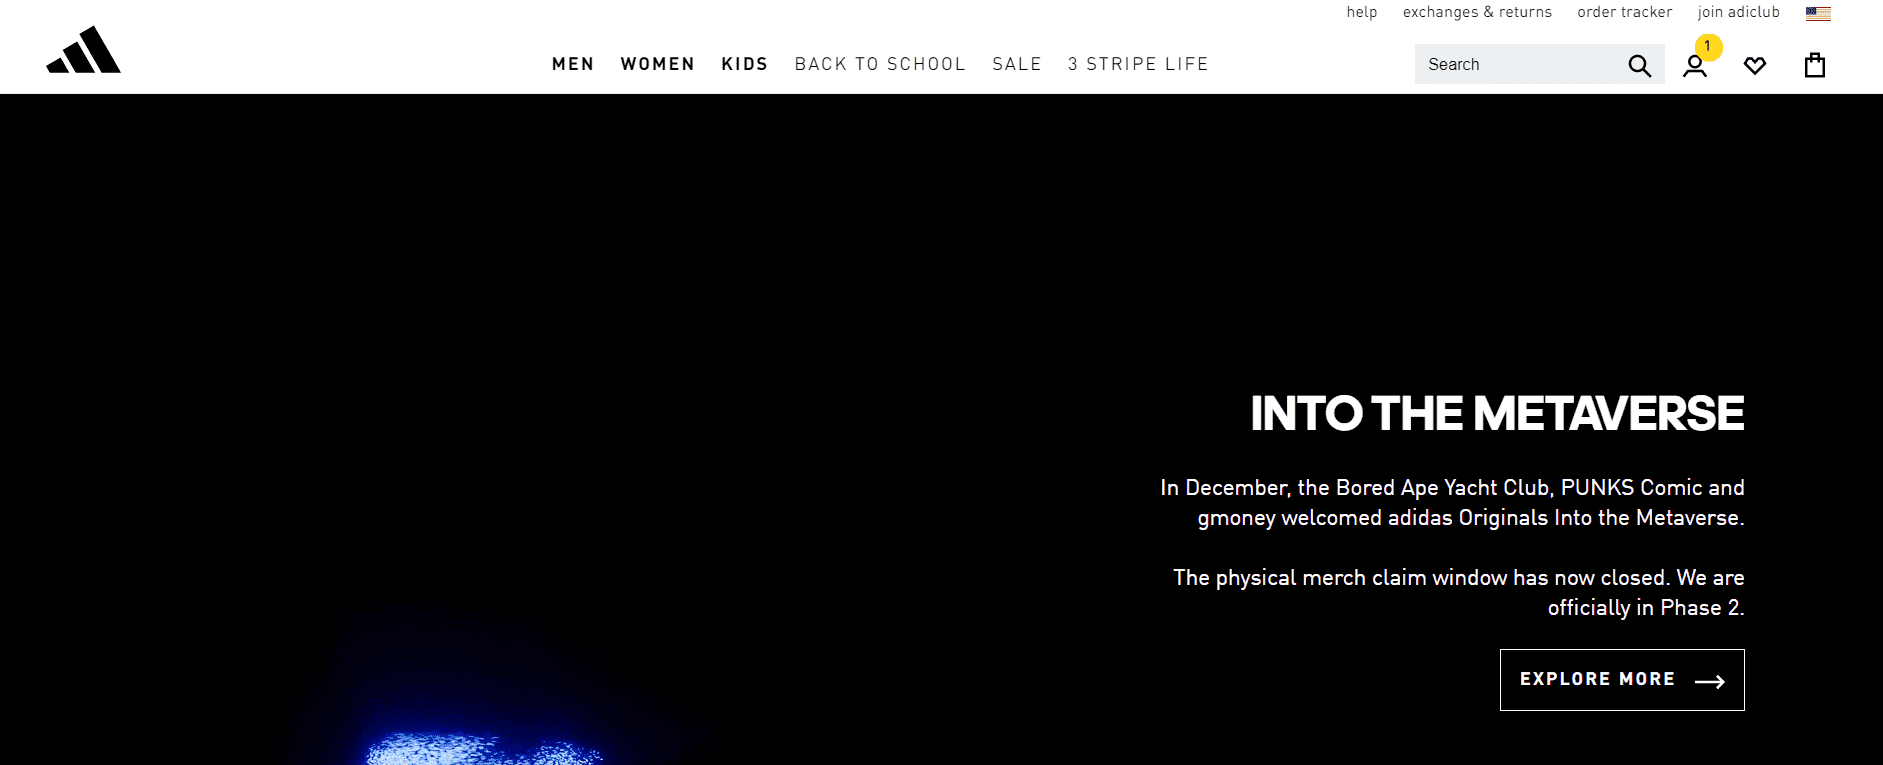 help
exchanges & returns
order tracker
join adiclub
MEN
WOMEN
KIDS
BACK TO SCHOOL
SALE
3 STRIPE LIFE
Search
1
INTO THE METAVERSE
In December, the Bored Ape Yacht Club, PUNKS Comic and
gmoney welcomed adidas Originals Into the Metaverse.
The physical merch claim window has now closed. We are
officially in Phase 2.
EXPLORE MORE